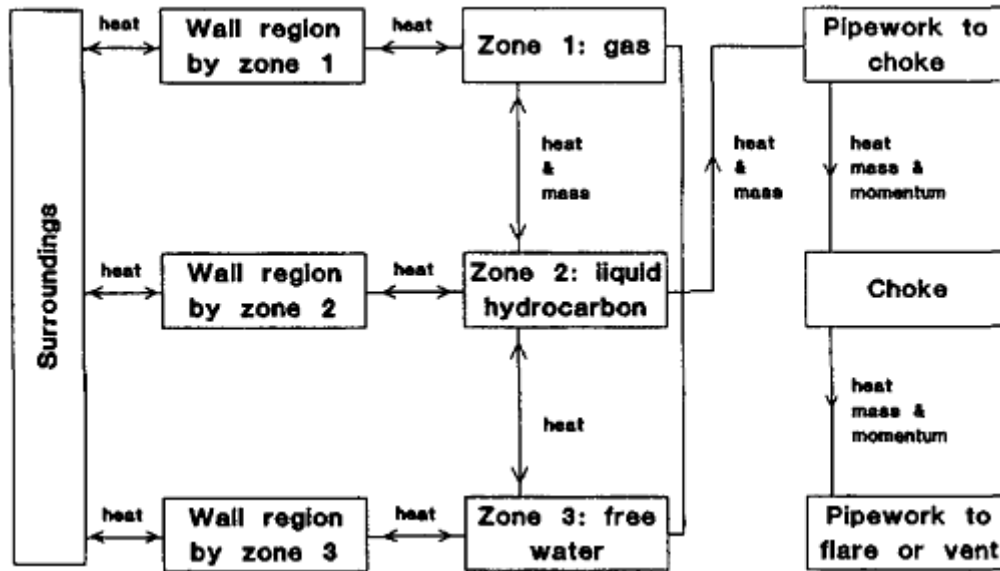 heat
Wall region
by zone 1
heat
Zone 1: gas
Pipework to
choke
heat
&
mass
heat
&
mass
heat
mass &
momentum
Surroundings
heat
Wall region
by zone 2
heat
Zone 2: liquid
hydrocarbon
Choke
heat
heat
mass &
momentum
heat
Wall region
by zone 3
heat
Zone 3: free
water
Pipework to
flare or vent